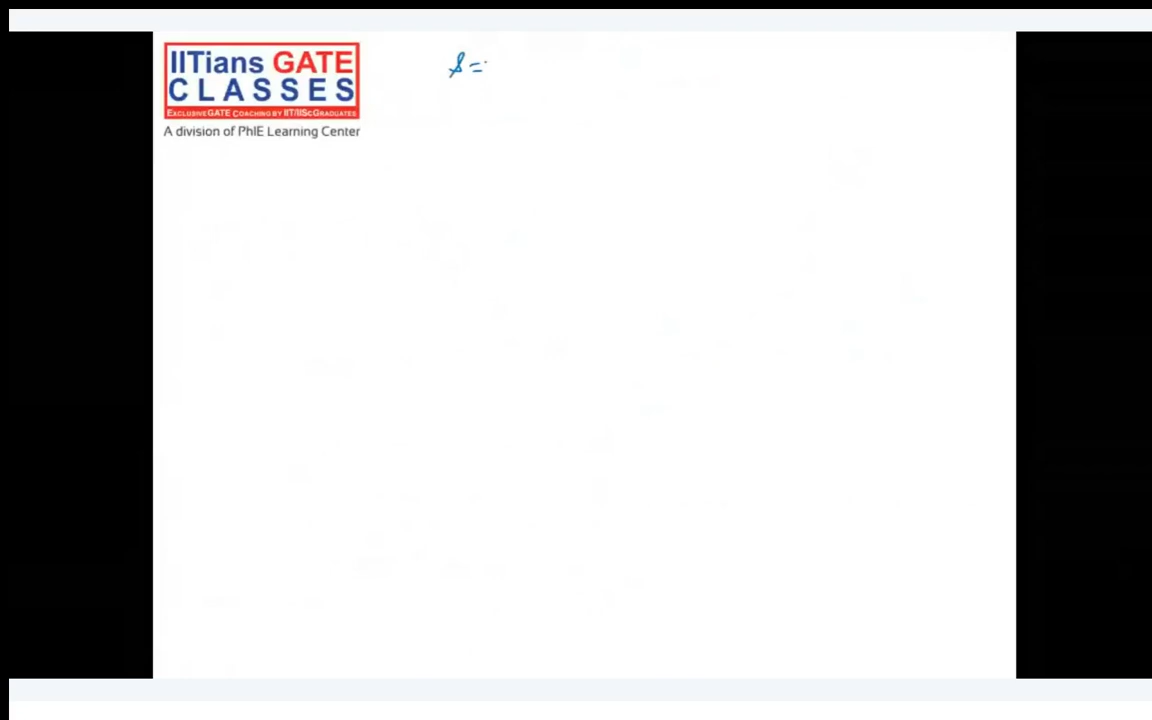 IITians GATE
CLASSES
EXCLUSIVE GATE COACHING BY IIT/IISC GRADUATES
A division of PhIE Learning Center
S =